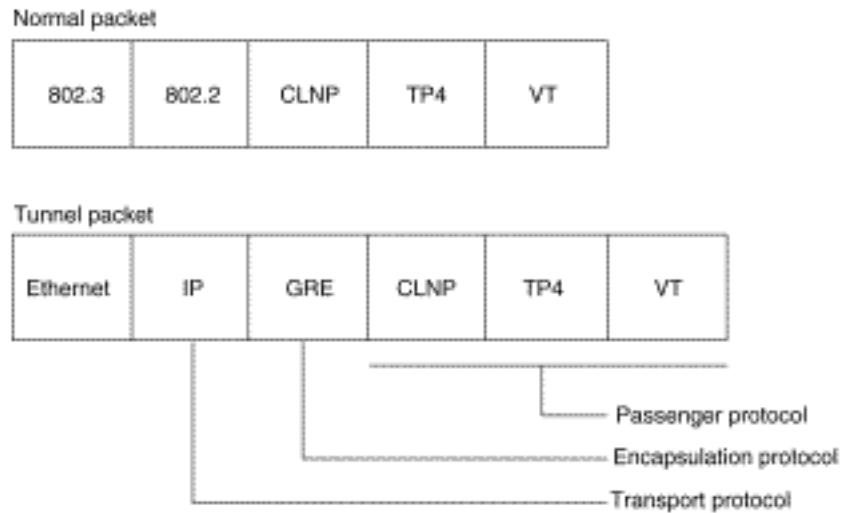 Normal packet
802.3 802.2 CLNP TP4 VT
Tunnel packet
Ethernet IP GRE CLNP TP4 VT
Passenger protocol
Encapsulation protocol
Transport protocol